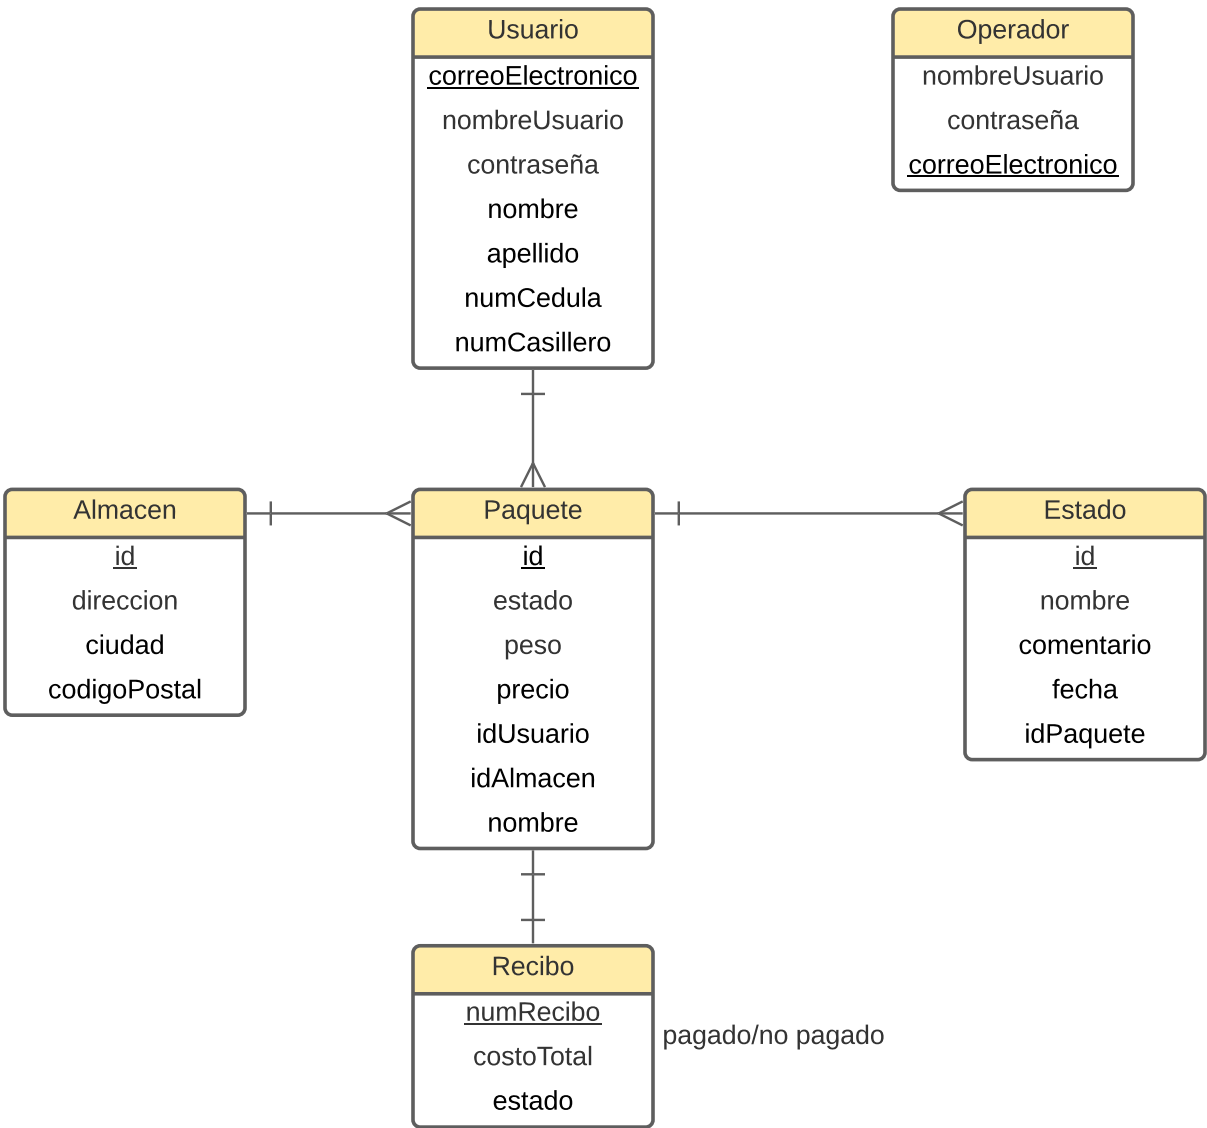 Usuario
correoElectronico
nombreUsuario
contraseña
nombre
apellido
numCedula
numCasillero
Operador
nombreUsuario
contraseña
correoElectronico
Almacen
id
direccion
ciudad
codigoPostal
Paquete
id
estado
peso
precio
idUsuario
idAlmacen
nombre
Estado
id
nombre
comentario
fecha
idPaquete
Recibo
numRecibo
costoTotal
estado
pagado/no pagado